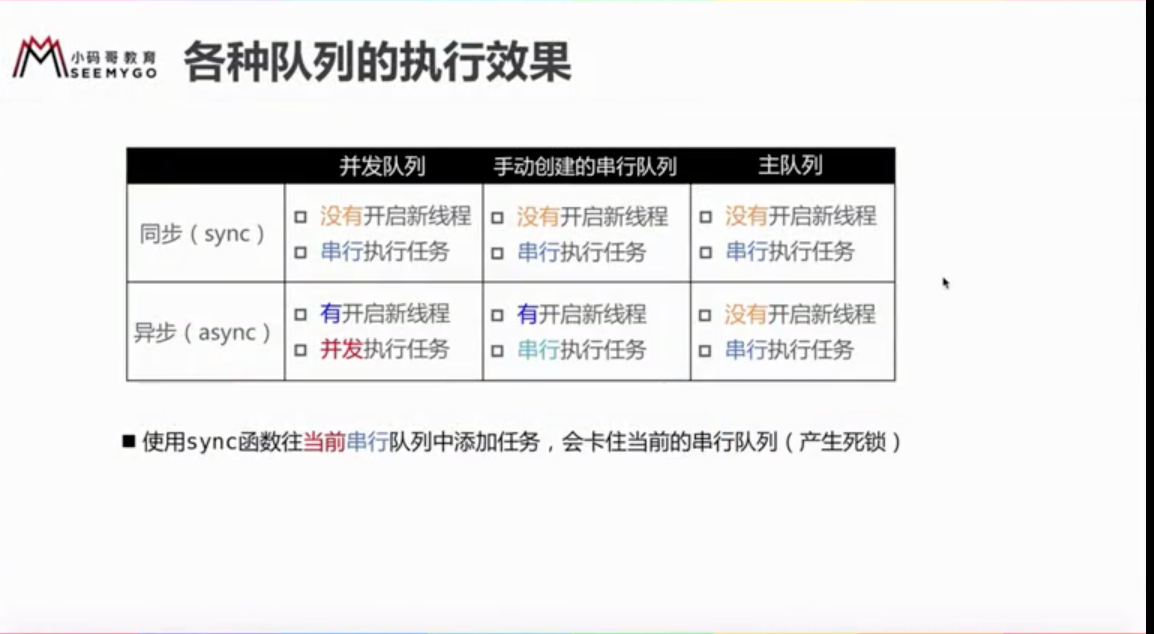 小码哥教育
SEEMYGO
各种队列的执行效果
并发队列 手动创建的串行队列 主队列
同步（sync） 没有开启新线程 没有开启新线程 没有开启新线程
串行执行任务 串行执行任务 串行执行任务
异步（async） 有开启新线程 有开启新线程 没有开启新线程
并发执行任务 串行执行任务 串行执行任务
使用sync函数往当前串行队列中添加任务，会卡住当前的串行队列（产生死锁）